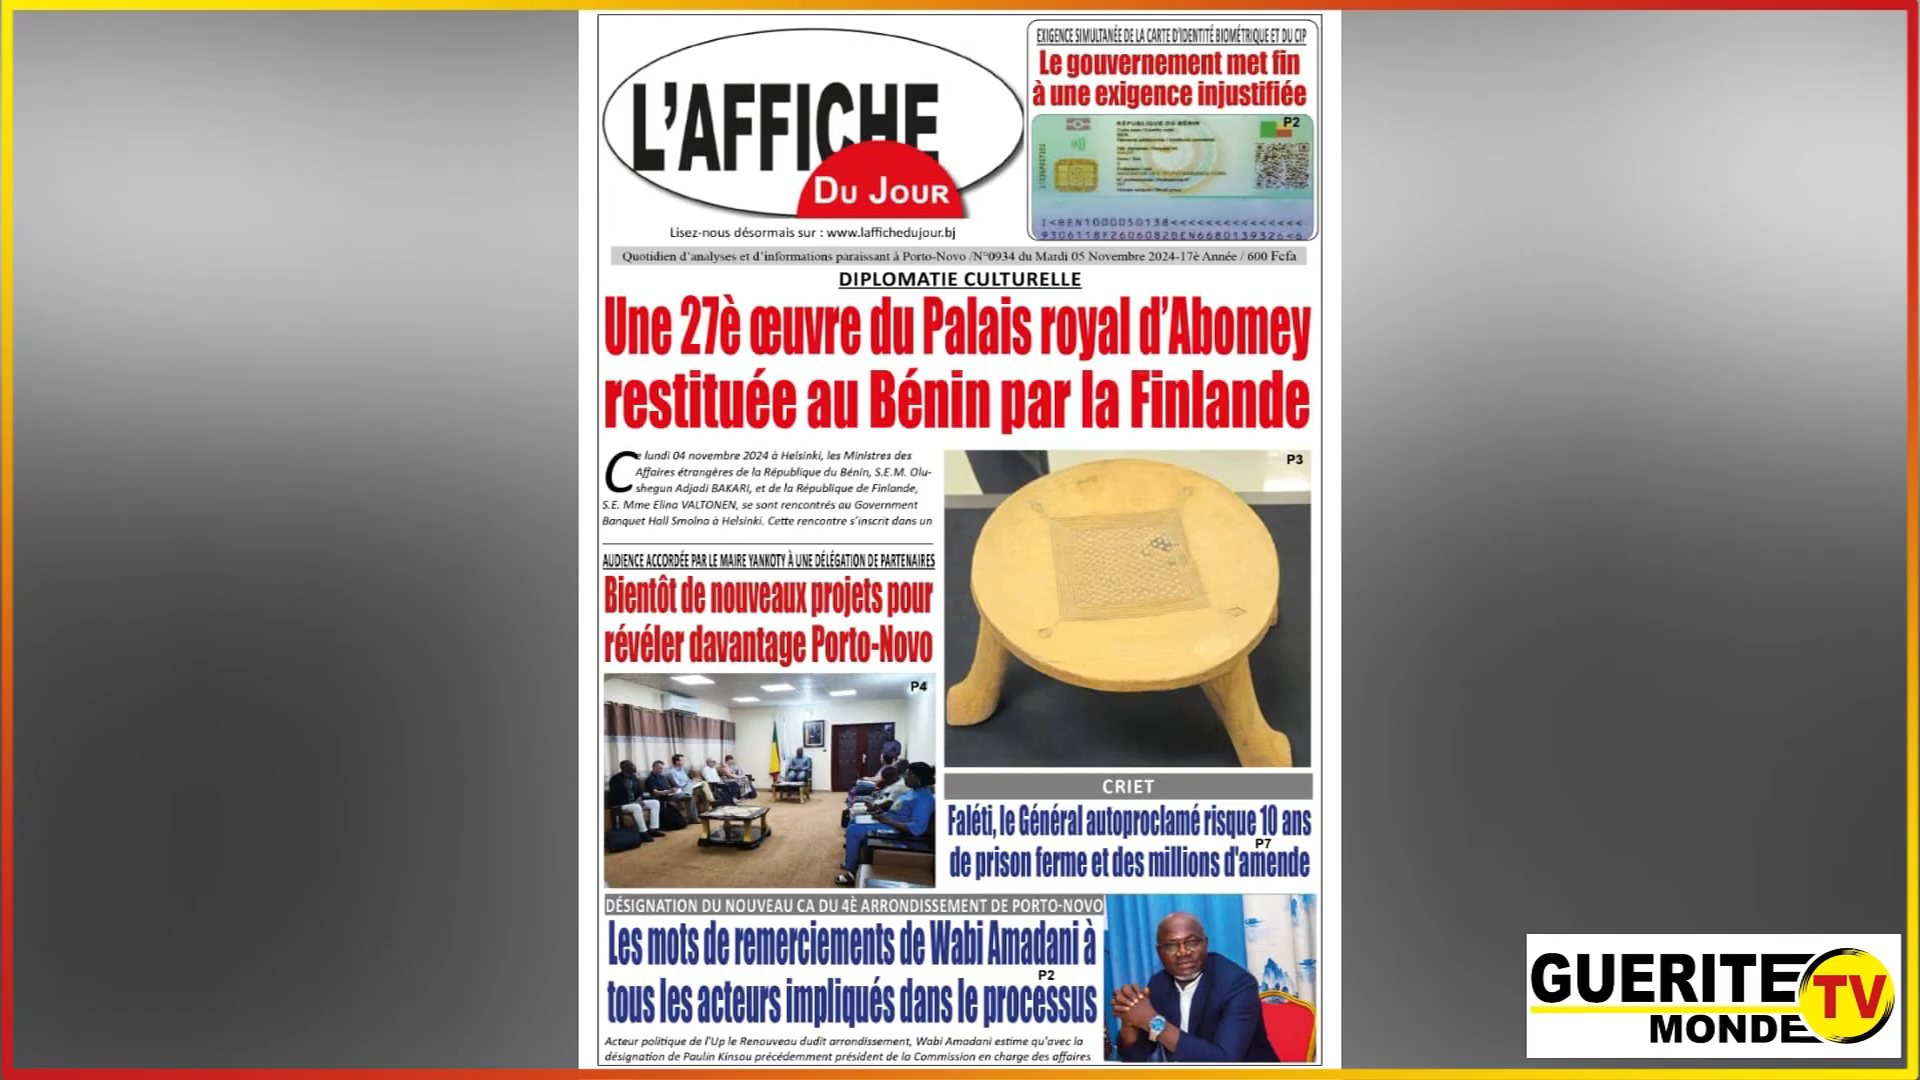 L'AFFICHE
DU JOUR
Lisez-nous désormais sur : www.laffichedujour.bj
EXIGENCE SIMULTANÉE DE LA CARTE D'IDENTITÉ BIOMÉTRIQUE ET DU CIP
Le gouvernement met fin
à une exigence injustifiée
P2
RÉPUBLIQUE DU BÉNIN
Quotidien d'analyses et d'informations paraissant à Porto-Novo /N°0934 du Mardi 05 Novembre 2024-17è Année / 600 Fcfa
DIPLOMATIE CULTURELLE
Une 27è œuvre du Palais royal d'Abomey
restituée au Bénin par la Finlande
Ce lundi 04 novembre 2024 à Helsinki, les Ministres des
Affaires étrangères de la République du Bénin, S.E.M. Olu-
shegun Adjadi BAKARI, et de la République de Finlande,
S.E. Mme Elina VALTONEN, se sont rencontrés au Government
Banquet Hall Smolna à Helsinki. Cette rencontre s'inscrit dans un
P3
AUDIENCE ACCORDÉE PAR LE MAIRE YANKOTY À UNE DÉLÉGATION DE PARTENAIRES
Bientôt de nouveaux projets pour
révéler davantage Porto-Novo
P4
CRIET
Faléti, le Général autoproclamé risque 10 ans
P7
de prison ferme et des millions d'amende
DÉSIGNATION DU NOUVEAU CA DU 4È ARRONDISSEMENT DE PORTO-NOVO
Les mots de remerciements de Wabi Amadani à
P2
tous les acteurs impliqués dans le processus
Acteur politique de l'Up le Renouveau dudit arrondissement, Wabi Amadani estime qu'avec la
désignation de Paulin Kinsou précédemment président de la Commission en charge des affaires
GUERITE TV
MONDE